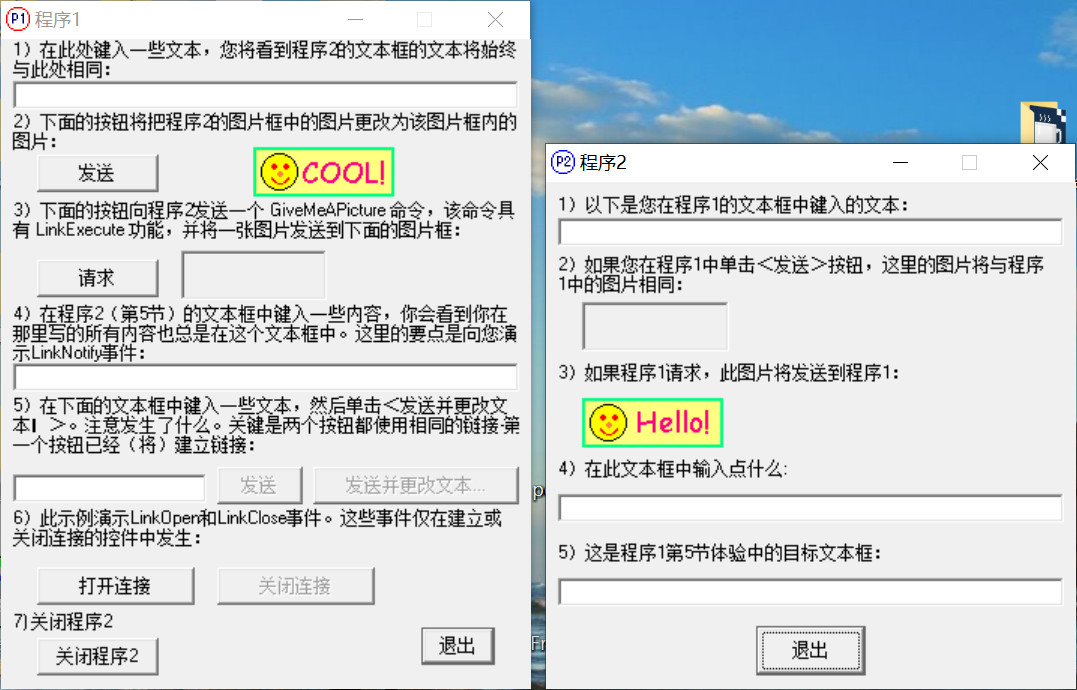 P1 程序1
1）在此处键入一些文本，您将看到程序2的文本框的文本将始终
与此处相同：
2）下面的按钮将把程序2的图片框中的图片更改为该图片框内的
图片：
发送
COOL!
3）下面的按钮向程序2发送一个 GiveMeAPicture 命令，该命令具
有 LinkExecute 功能，并将一张图片发送到下面的图片框：
请求
4）在程序2（第5节）的文本框中键入一些内容，你会看到你在
那里写的所有内容也总是在这个文本框中。这里的要点是向您演
示LinkNotify事件：
5）在下面的文本框中键入一些文本，然后单击＜发送并更改文
本 ＞。注意发生了什么。关键是两个按钮都使用相同的链接-第
一个按钮已经（将）建立链接：
发送
发送并更改文本...
6）此示例演示LinkOpen和LinkClose事件。这些事件仅在建立或
关闭连接的控件中发生：
打开连接
关闭连接
7)关闭程序2
关闭程序2
退出
P2 程序2
1）以下是您在程序1的文本框中键入的文本：
2）如果您在程序1中单击＜发送＞按钮，这里的图片将与程序
1中的图片相同：
3）如果程序1请求，此图片将发送到程序1：
Hello!
4）在此文本框中输入点什么:
5）这是程序1第5节体验中的目标文本框：
退出